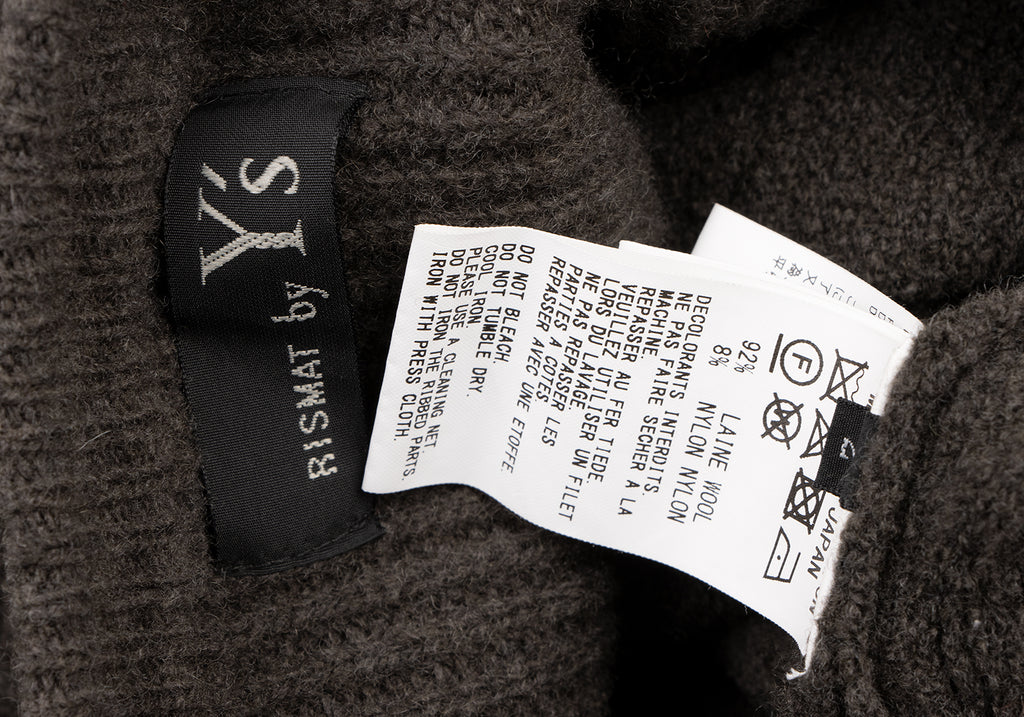 RISMAT by Y's
JAPAN
F
W
92% LAINE WOOL
8% NYLON NYLON
DECOLORANTS INTERDITS
NE PAS FAIRE SECHER A LA
MACHINE.
REPASSER AU FER TIEDE.
VEUILLEZ UTILISER UN FILET
LORS DU LAVAGE.
NE PAS REPASSER LES
PARTIES A COTES.
REPASSER AVEC UNE ETOFFE.
DO NOT BLEACH.
DO NOT TUMBLE DRY.
COOL IRON
PLEASE USE A CLEANING NET.
DO NOT IRON THE RIBBED PARTS.
IRON WITH PRESS CLOTH.